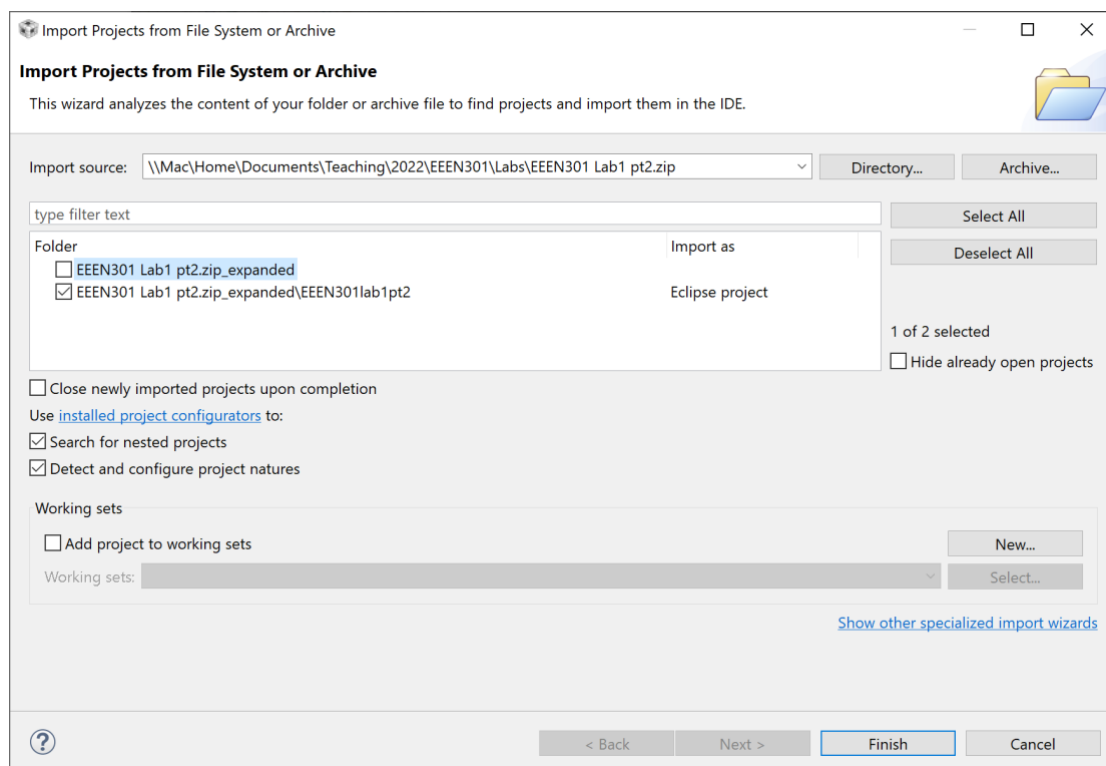 Import Projects from File System or Archive
Import Projects from File System or Archive
This wizard analyzes the content of your folder or archive file to find projects and import them in the IDE.
Import source: \\Mac\Home\Documents\Teaching\2022\EEEN301\Labs\EEEN301 Lab1 pt2.zip Directory... Archive...
type filter text Select All
Folder Import as Deselect All
EEEN301 Lab1 pt2.zip_expanded
EEEN301 Lab1 pt2.zip_expanded\EEEN301lab1pt2 Eclipse project
1 of 2 selected
Hide already open projects
Close newly imported projects upon completion
Use installed project configurators to:
Search for nested projects
Detect and configure project natures
Working sets
Add project to working sets New...
Working sets: Select...
Show other specialized import wizards
? < Back Next > Finish Cancel